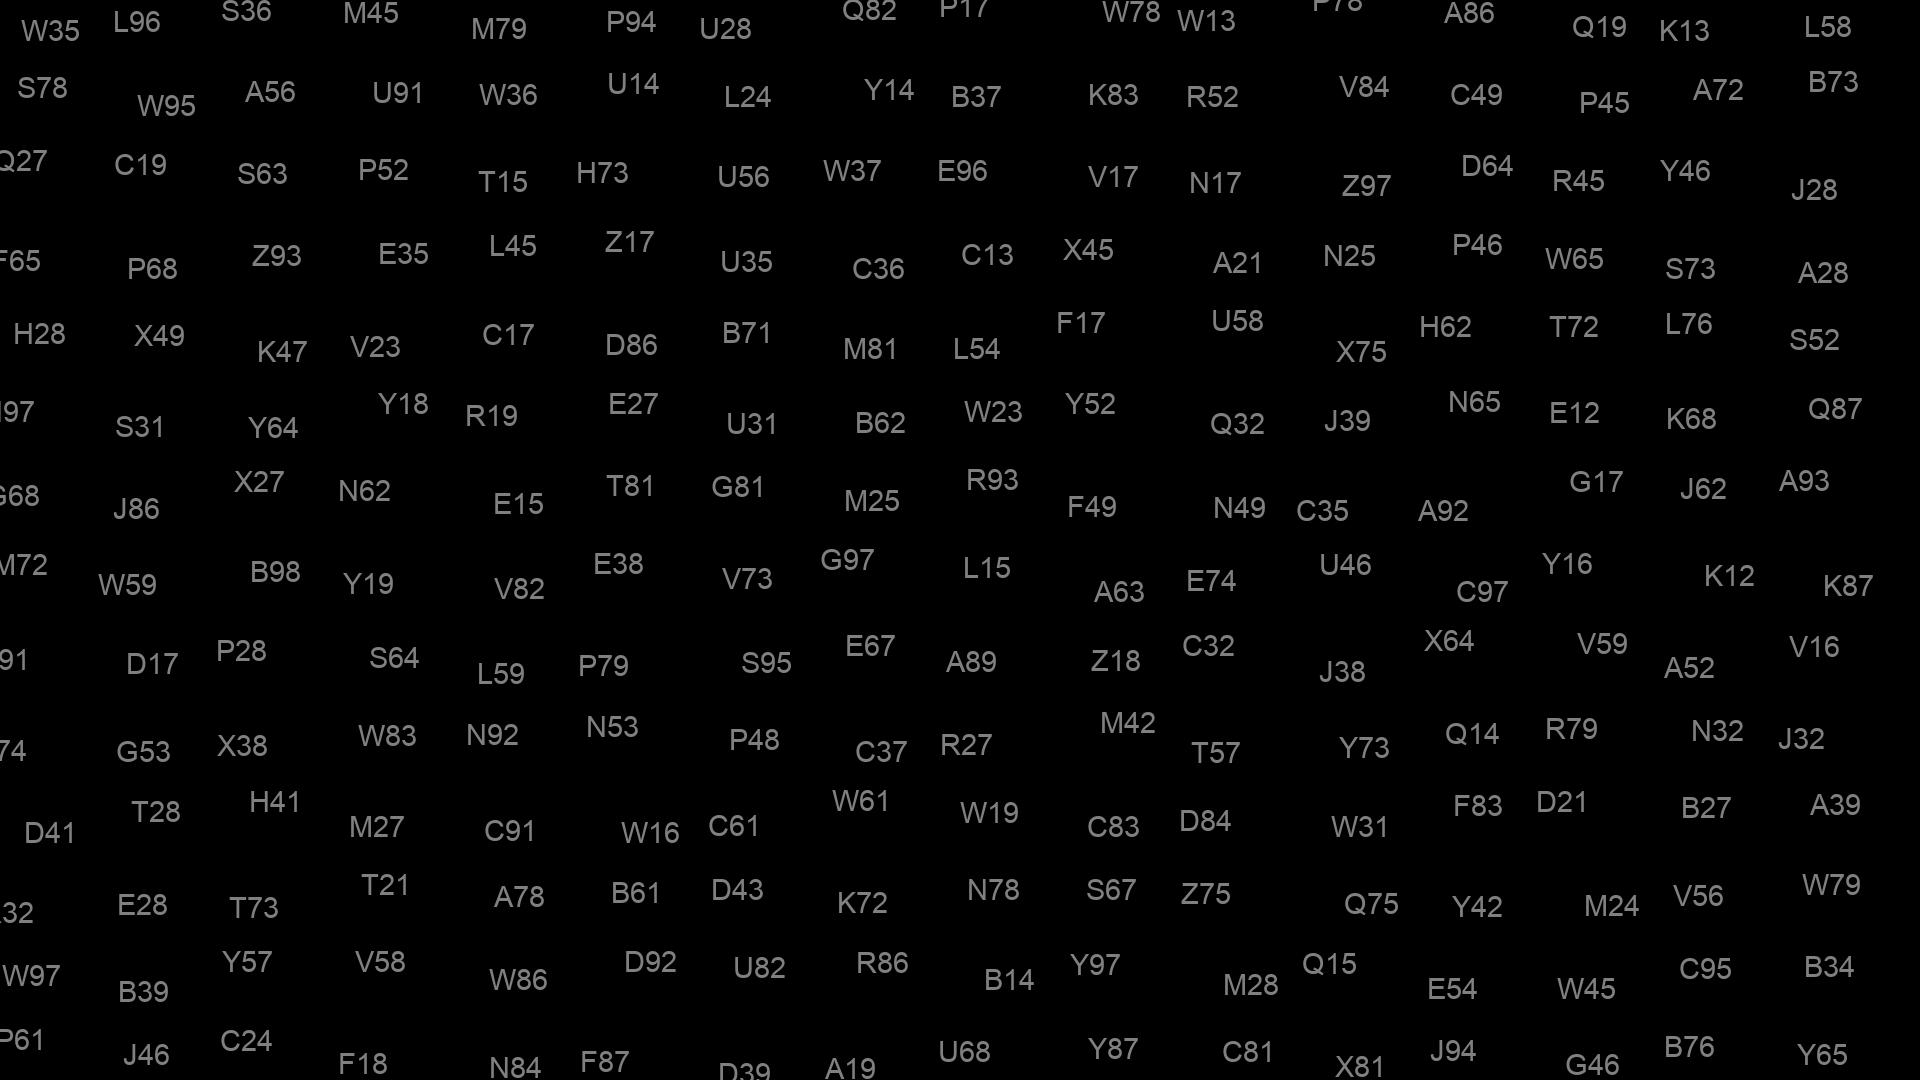 W35 L96 S36 M45 M79 P94 U28 Q82 P17 W78 W13 P78 A86 Q19 K13 L58
S78 W95 A56 U91 W36 U14 L24 Y14 B37 K83 R52 V84 C49 P45 A72 B73
Q27 C19 S63 P52 T15 H73 U56 W37 E96 V17 N17 Z97 D64 R45 Y46 J28
F65 P68 Z93 E35 L45 Z17 U35 C36 C13 X45 A21 N25 P46 W65 S73 A28
H28 X49 K47 V23 C17 D86 B71 M81 L54 F17 U58 X75 H62 T72 L76 S52
97 S31 Y64 Y18 R19 E27 U31 B62 W23 Y52 Q32 J39 N65 E12 K68 Q87
G68 J86 X27 N62 E15 T81 G81 M25 R93 F49 N49 C35 A92 G17 J62 A93
M72 W59 B98 Y19 V82 E38 V73 G97 L15 A63 E74 U46 C97 Y16 K12 K87
91 D17 P28 S64 L59 P79 S95 E67 A89 Z18 C32 J38 X64 V59 A52 V16
74 G53 X38 W83 N92 N53 P48 C37 R27 M42 T57 Y73 Q14 R79 N32 J32
D41 T28 H41 M27 C91 W16 C61 W61 W19 C83 D84 W31 F83 D21 B27 A39
32 E28 T73 T21 A78 B61 D43 K72 N78 S67 Z75 Q75 Y42 M24 V56 W79
W97 B39 Y57 V58 W86 D92 U82 R86 B14 Y97 M28 Q15 E54 W45 C95 B34
P61 J46 C24 F18 N84 F87 D39 A19 U68 Y87 C81 X81 J94 G46 B76 Y65